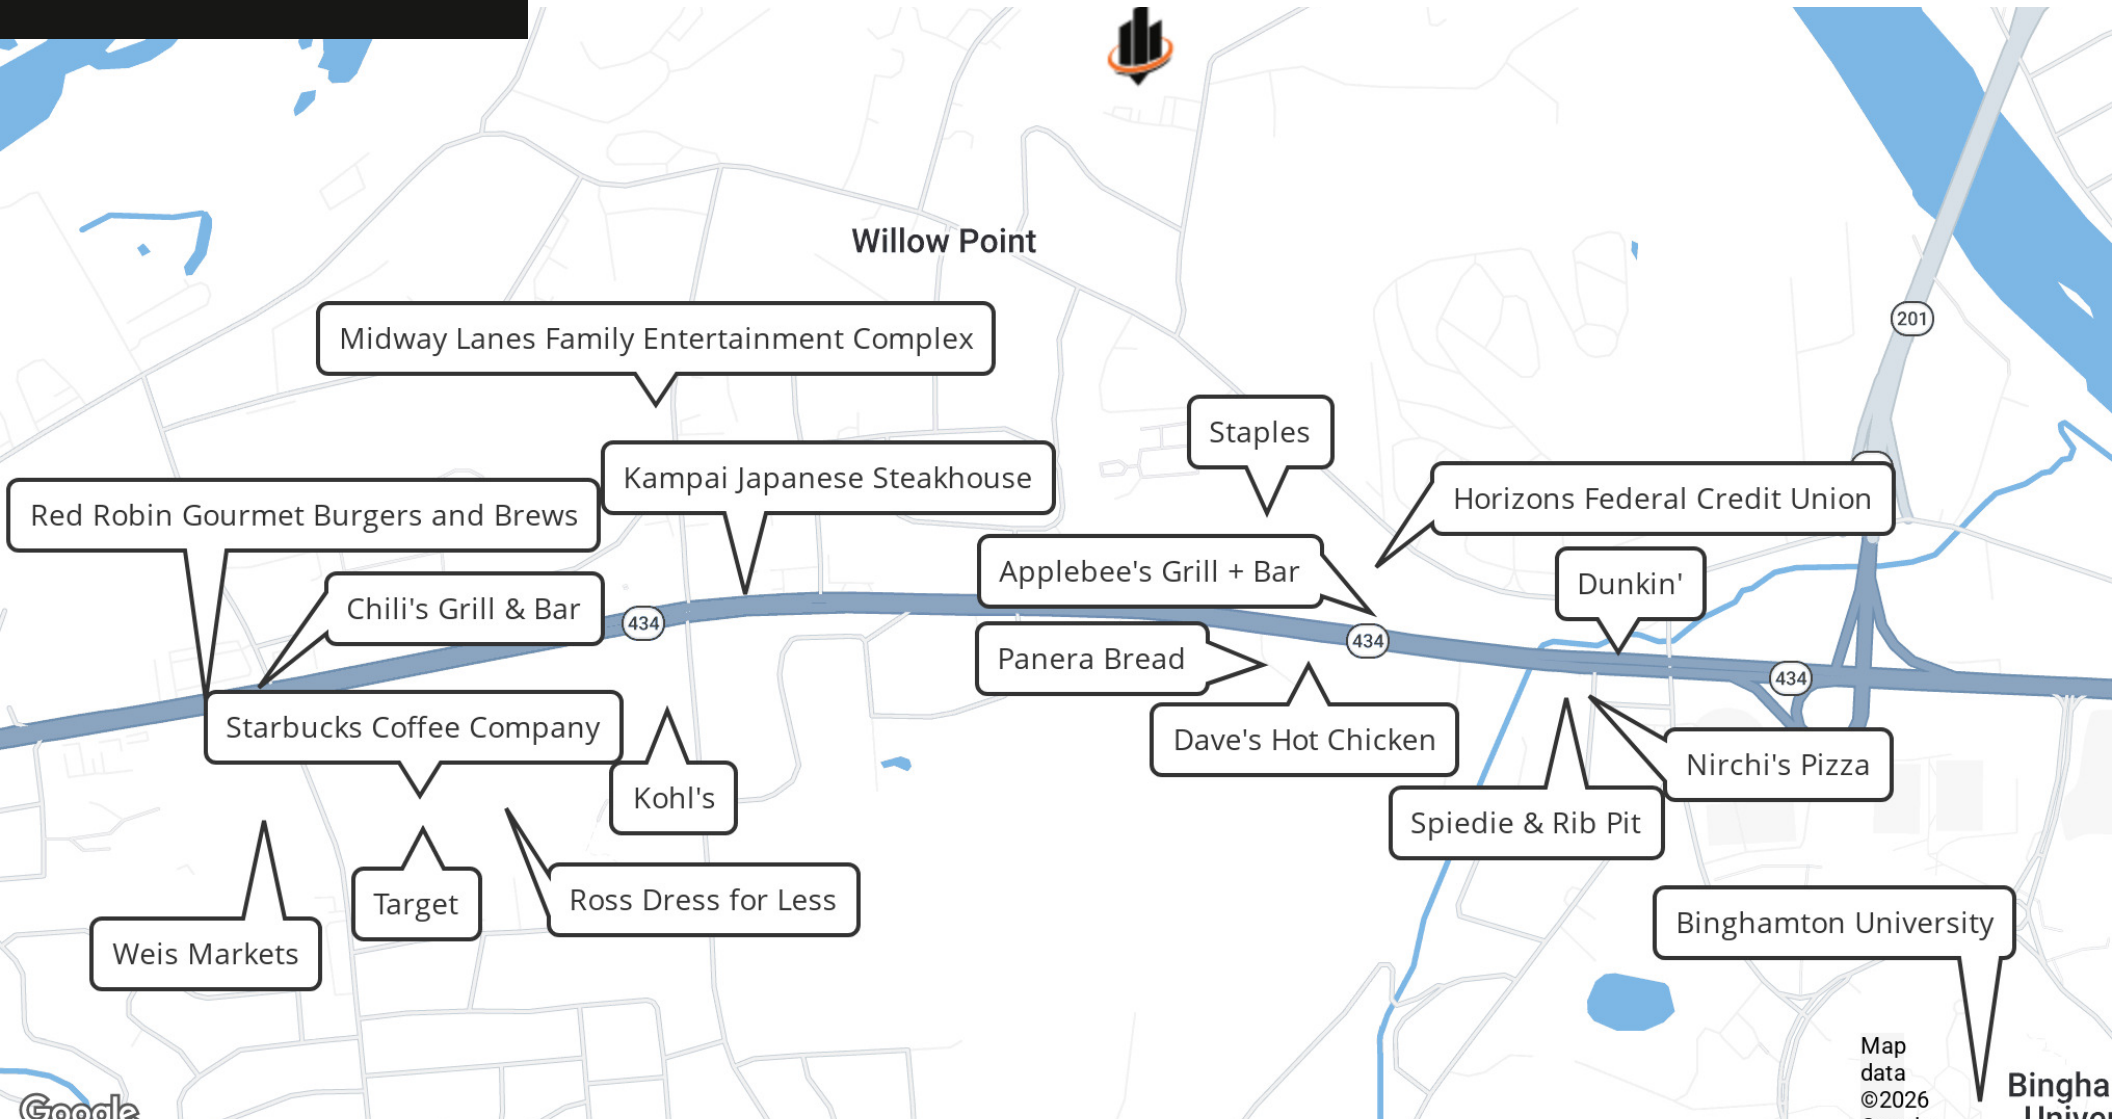 Willow Point
201
Midway Lanes Family Entertainment Complex
Staples
Kampai Japanese Steakhouse
Horizons Federal Credit Union
Red Robin Gourmet Burgers and Brews
Applebee's Grill + Bar
Dunkin'
Chili's Grill & Bar
434
434
Panera Bread
434
Starbucks Coffee Company
Dave's Hot Chicken
Nirchi's Pizza
Kohl's
Spiedie & Rib Pit
Target
Ross Dress for Less
Binghamton University
Weis Markets
Map
data
©2026
Bingha
Google